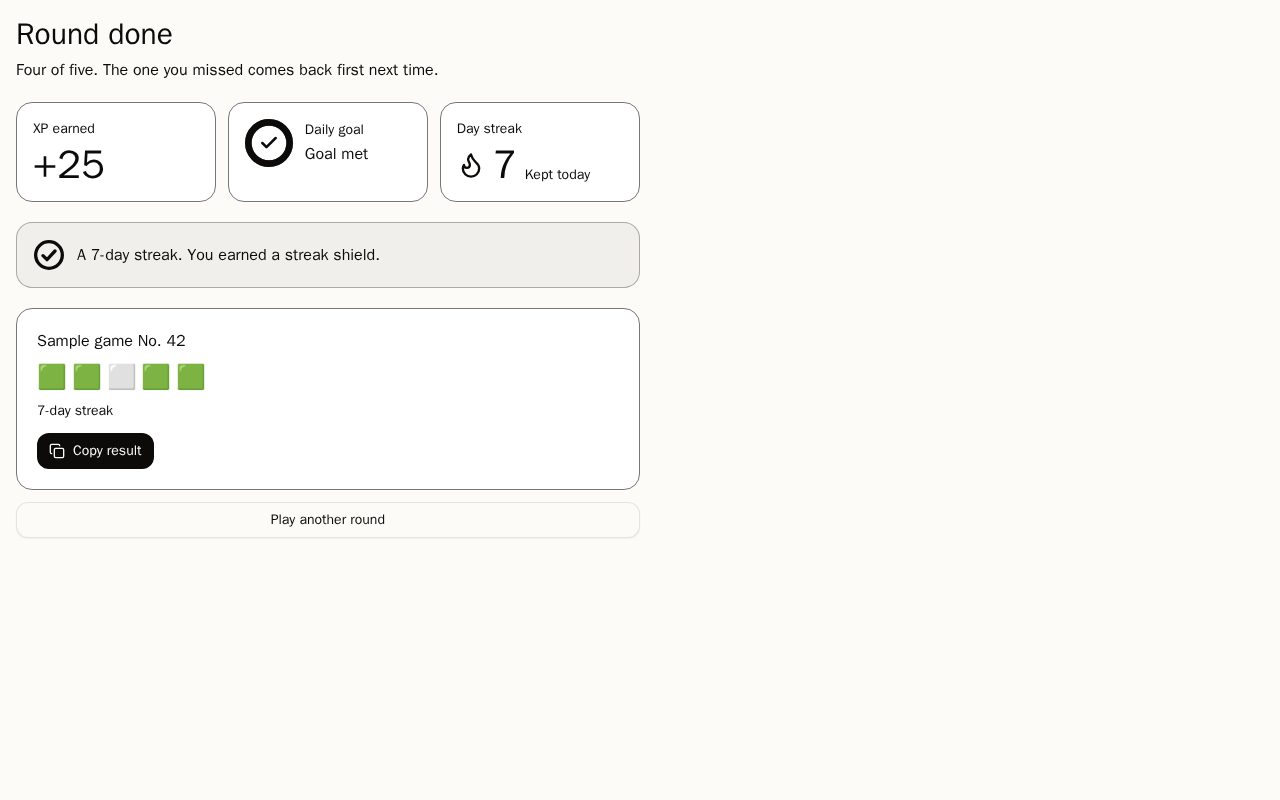 Round done
Four of five. The one you missed comes back first next time.
XP earned
+25
Daily goal
Goal met
Day streak
7 Kept today
A 7-day streak. You earned a streak shield.
Sample game No. 42
🟩 🟩 ⬜ 🟩 🟩
7-day streak
Copy result
Play another round